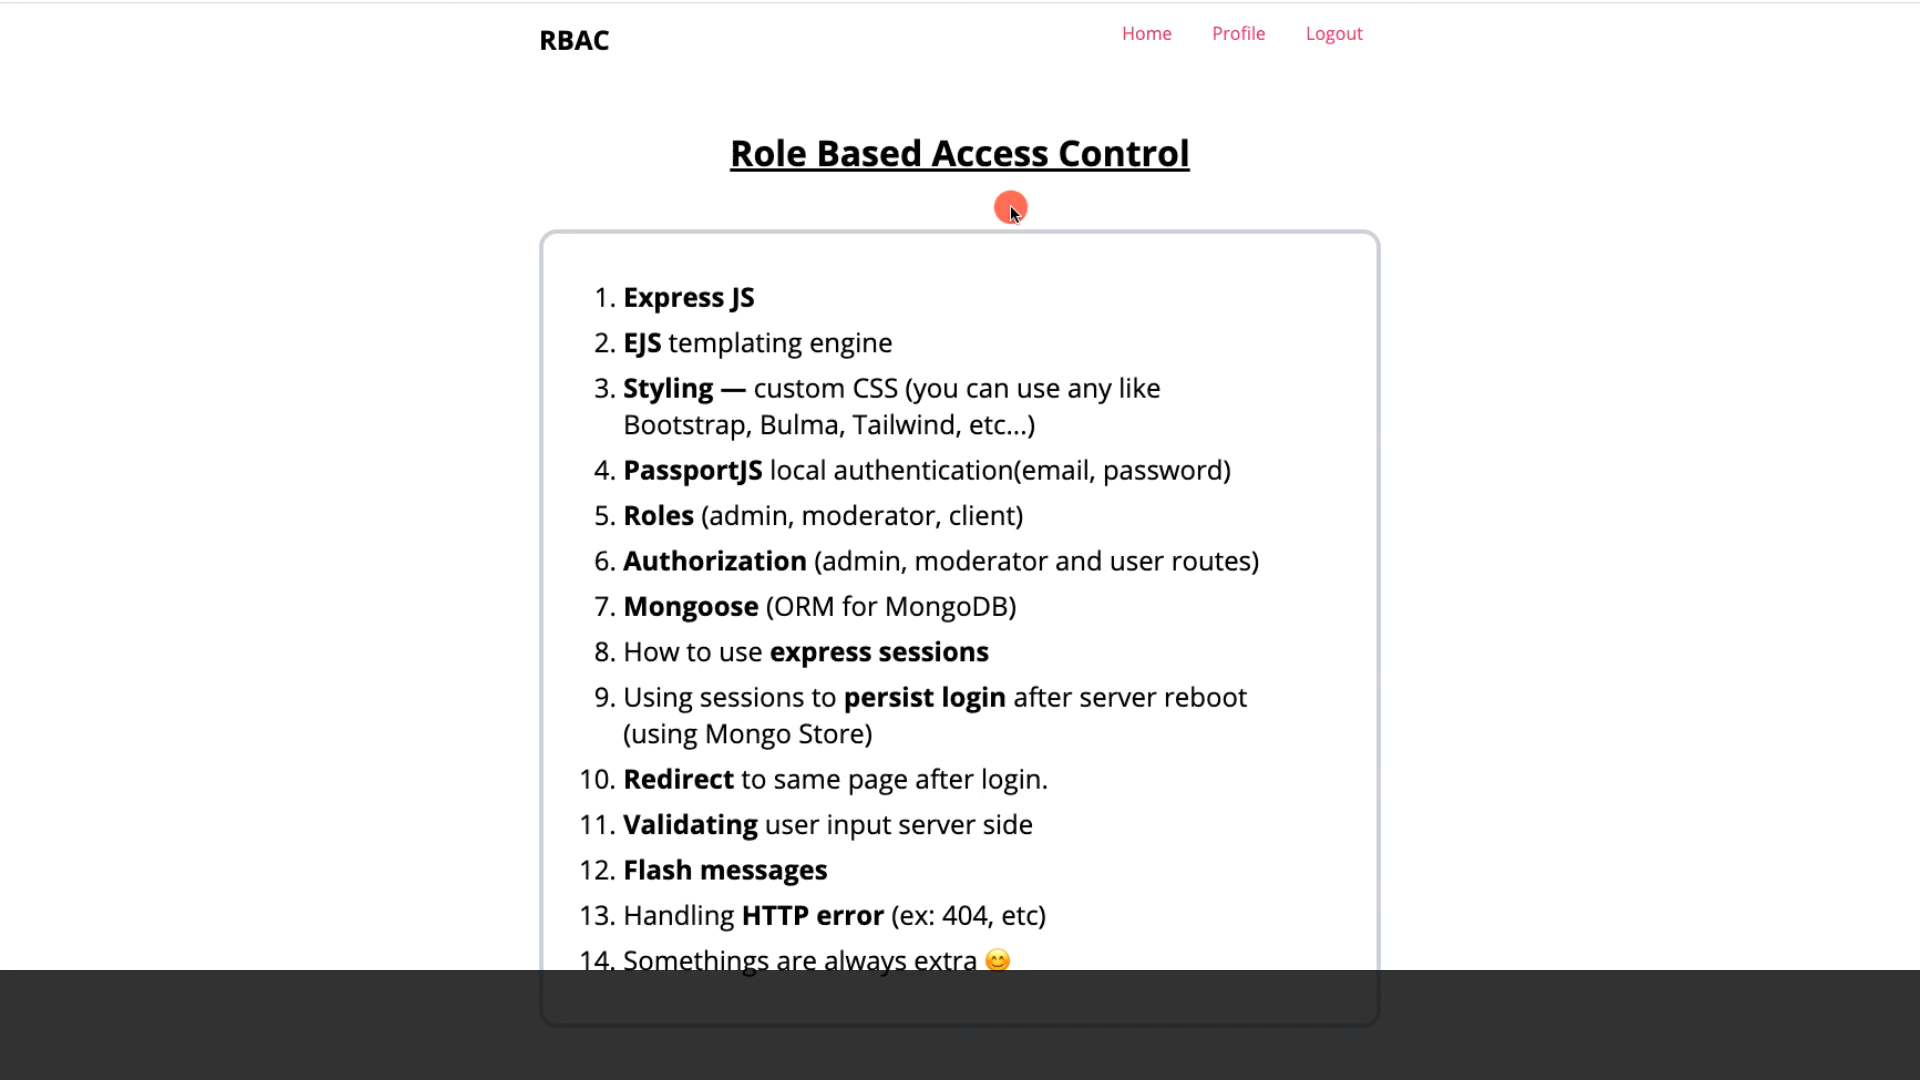 RBAC
Home Profile Logout
Role Based Access Control
1. Express JS
2. EJS templating engine
3. Styling — custom CSS (you can use any like
Bootstrap, Bulma, Tailwind, etc...)
4. PassportJS local authentication(email, password)
5. Roles (admin, moderator, client)
6. Authorization (admin, moderator and user routes)
7. Mongoose (ORM for MongoDB)
8. How to use express sessions
9. Using sessions to persist login after server reboot
(using Mongo Store)
10. Redirect to same page after login.
11. Validating user input server side
12. Flash messages
13. Handling HTTP error (ex: 404, etc)
14. Somethings are always extra 😊